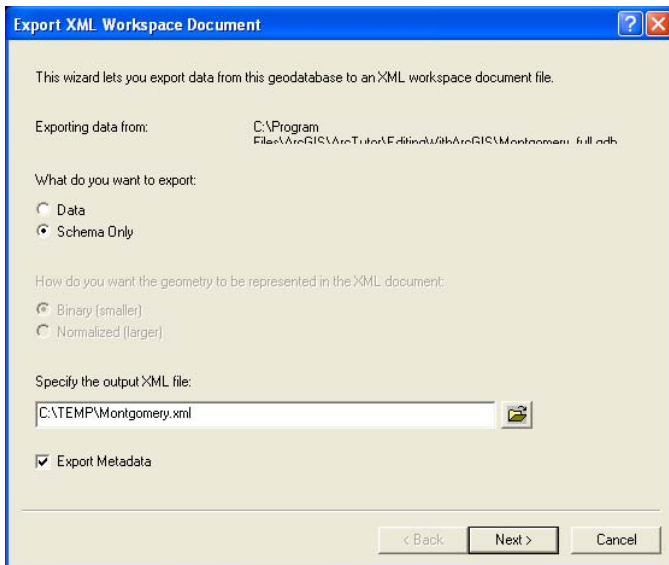 Export XML Workspace Document
This wizard lets you export data from this geodatabase to an XML workspace document file.
Exporting data from: C:\Program
Files\ArcGIS\ArcTutor\EditingWithArcGIS\Montgomery_full.gdb
What do you want to export:
Data
Schema Only
How do you want the geometry to be represented in the XML document:
Binary (smaller)
Normalized (larger)
Specify the output XML file:
C:\TEMP\Montgomery.xml
Export Metadata
< Back Next > Cancel